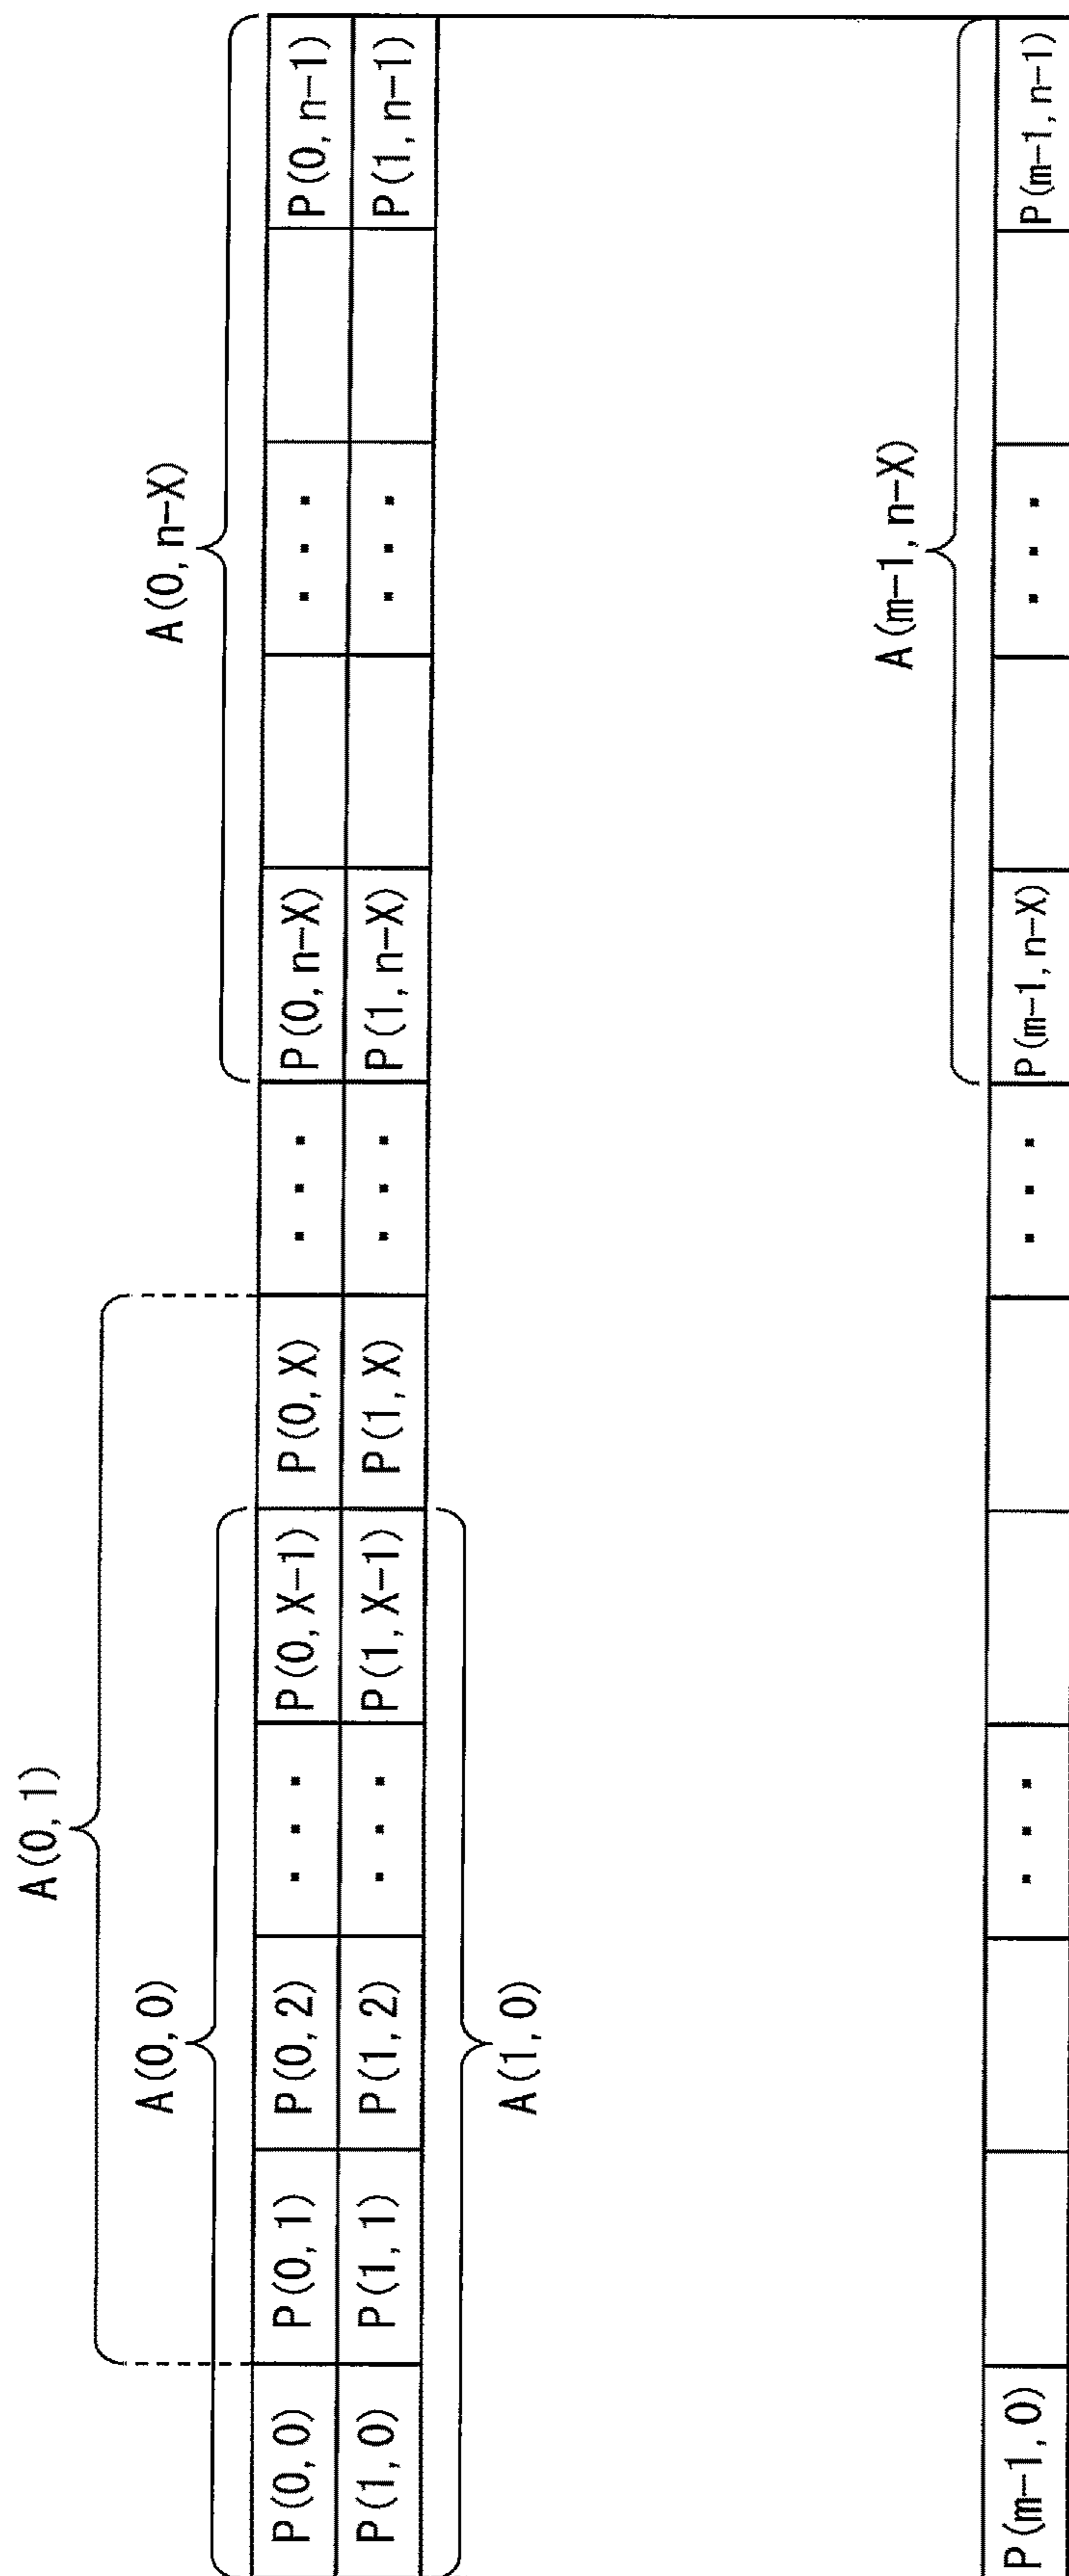 A(0,1)
A(0,0) A(0,n-X)
P(0,0) P(0,1) P(0,2) ... P(0,X-1) P(0,X) ... P(0,n-X) ... P(0,n-1)
P(1,0) P(1,1) P(1,2) ... P(1,X-1) P(1,X) ... P(1,n-X) ... P(1,n-1)
A(1,0)
A(m-1,n-X)
P(m-1,0) ... ... P(m-1,n-X) ... P(m-1,n-1)